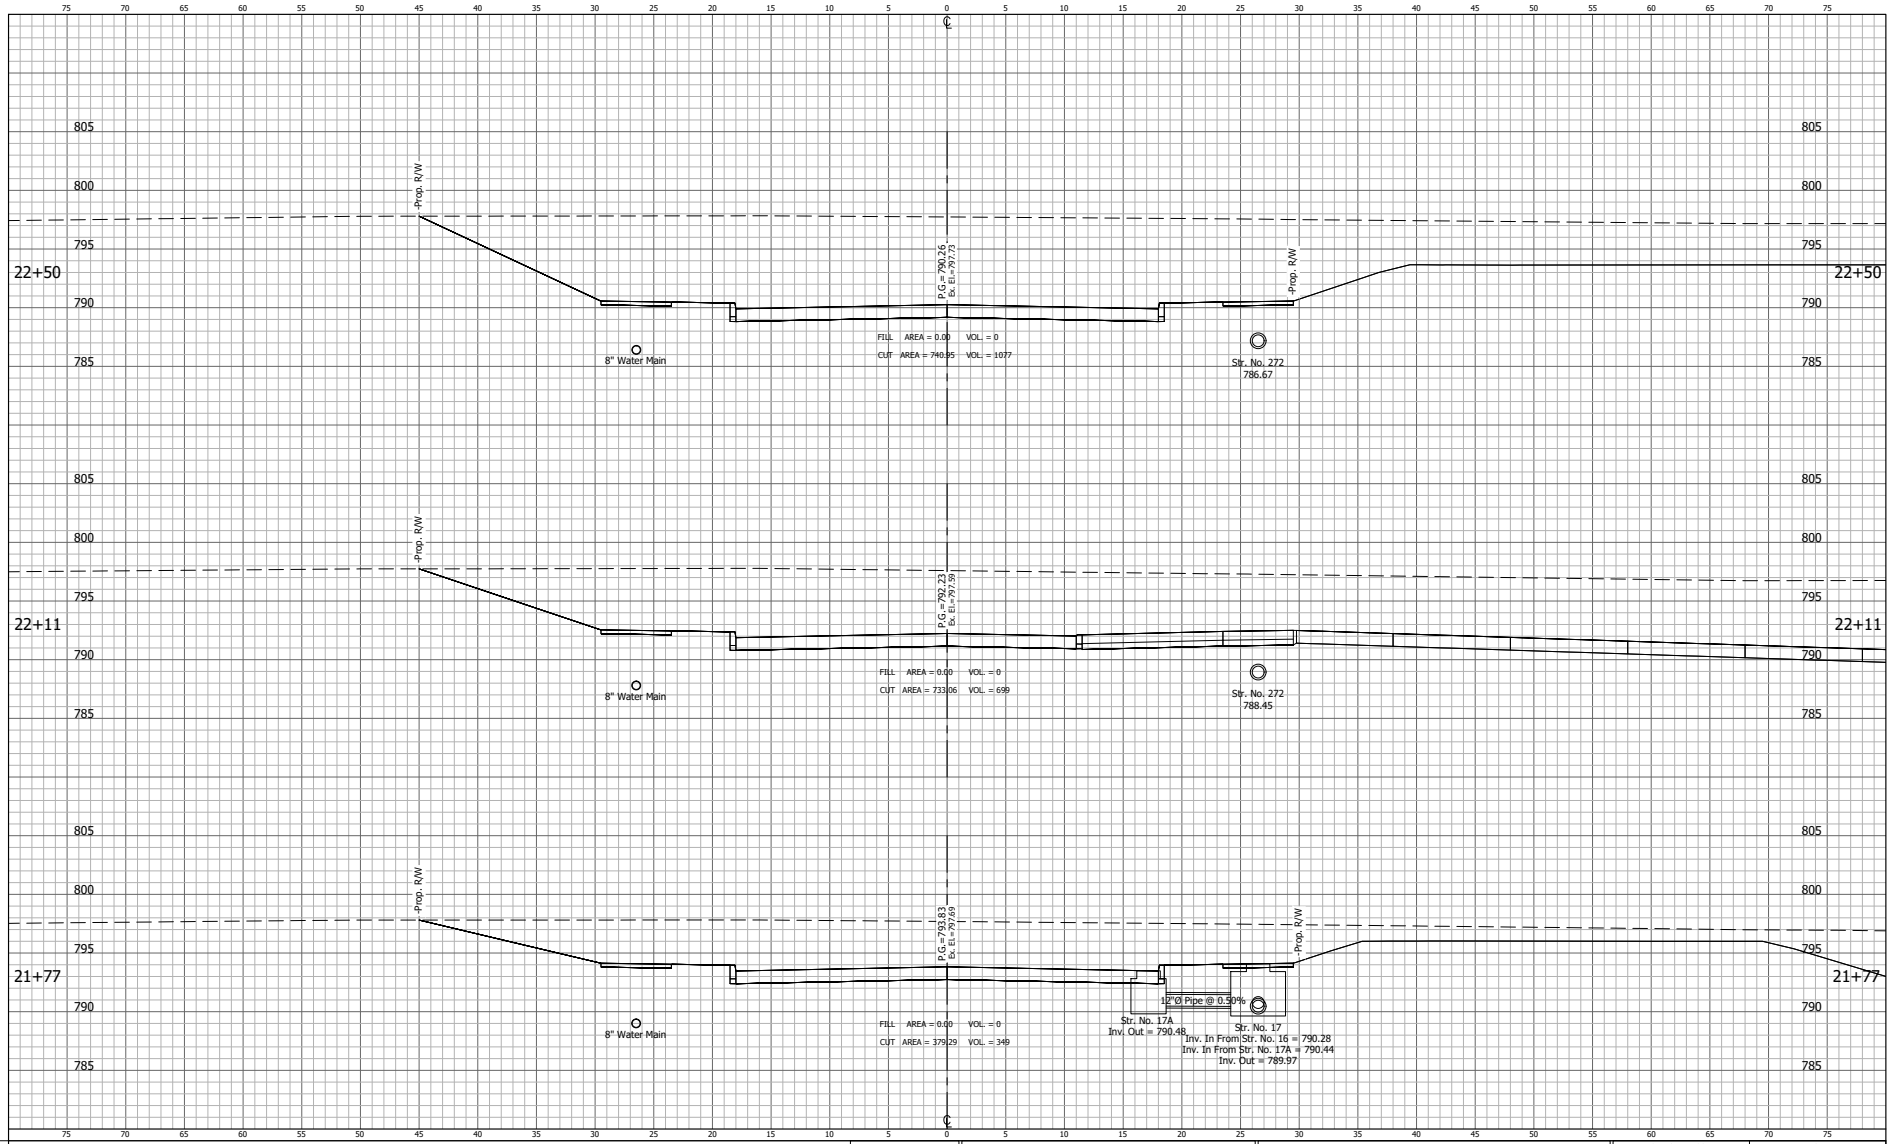 75 70 65 60 55 50 45 40 35 30 25 20 15 10 5 0 5 10 15 20 25 30 35 40 45 50 55 60 65 70 75
℄
805 805
Prop. R/W
800 800
P.G.=790.26
Ex. El.=797.73
Prop. R/W
795 795
22+50 22+50
790 790
FILL AREA = 0.00 VOL. = 0
CUT AREA = 740.95 VOL. = 1077
8" Water Main
Str. No. 272
786.67
785 785
805 805
Prop. R/W
800 800
P.G.=792.23
Ex. El.=797.59
795 795
22+11 22+11
790 790
FILL AREA = 0.00 VOL. = 0
CUT AREA = 733.06 VOL. = 699
8" Water Main
Str. No. 272
788.45
785 785
805 805
Prop. R/W
800 800
P.G.=793.83
Ex. El.=797.69
Prop. R/W
795 795
21+77 21+77
790 790
12"Ø Pipe @ 0.50%
Str. No. 17A
Inv. Out = 790.48
FILL AREA = 0.00 VOL. = 0
CUT AREA = 379.29 VOL. = 349
8" Water Main
Str. No. 17
Inv. In From Str. No. 16 = 790.28
Inv. In From Str. No. 17A = 790.44
Inv. Out = 789.97
785 785
℄
75 70 65 60 55 50 45 40 35 30 25 20 15 10 5 0 5 10 15 20 25 30 35 40 45 50 55 60 65 70 75